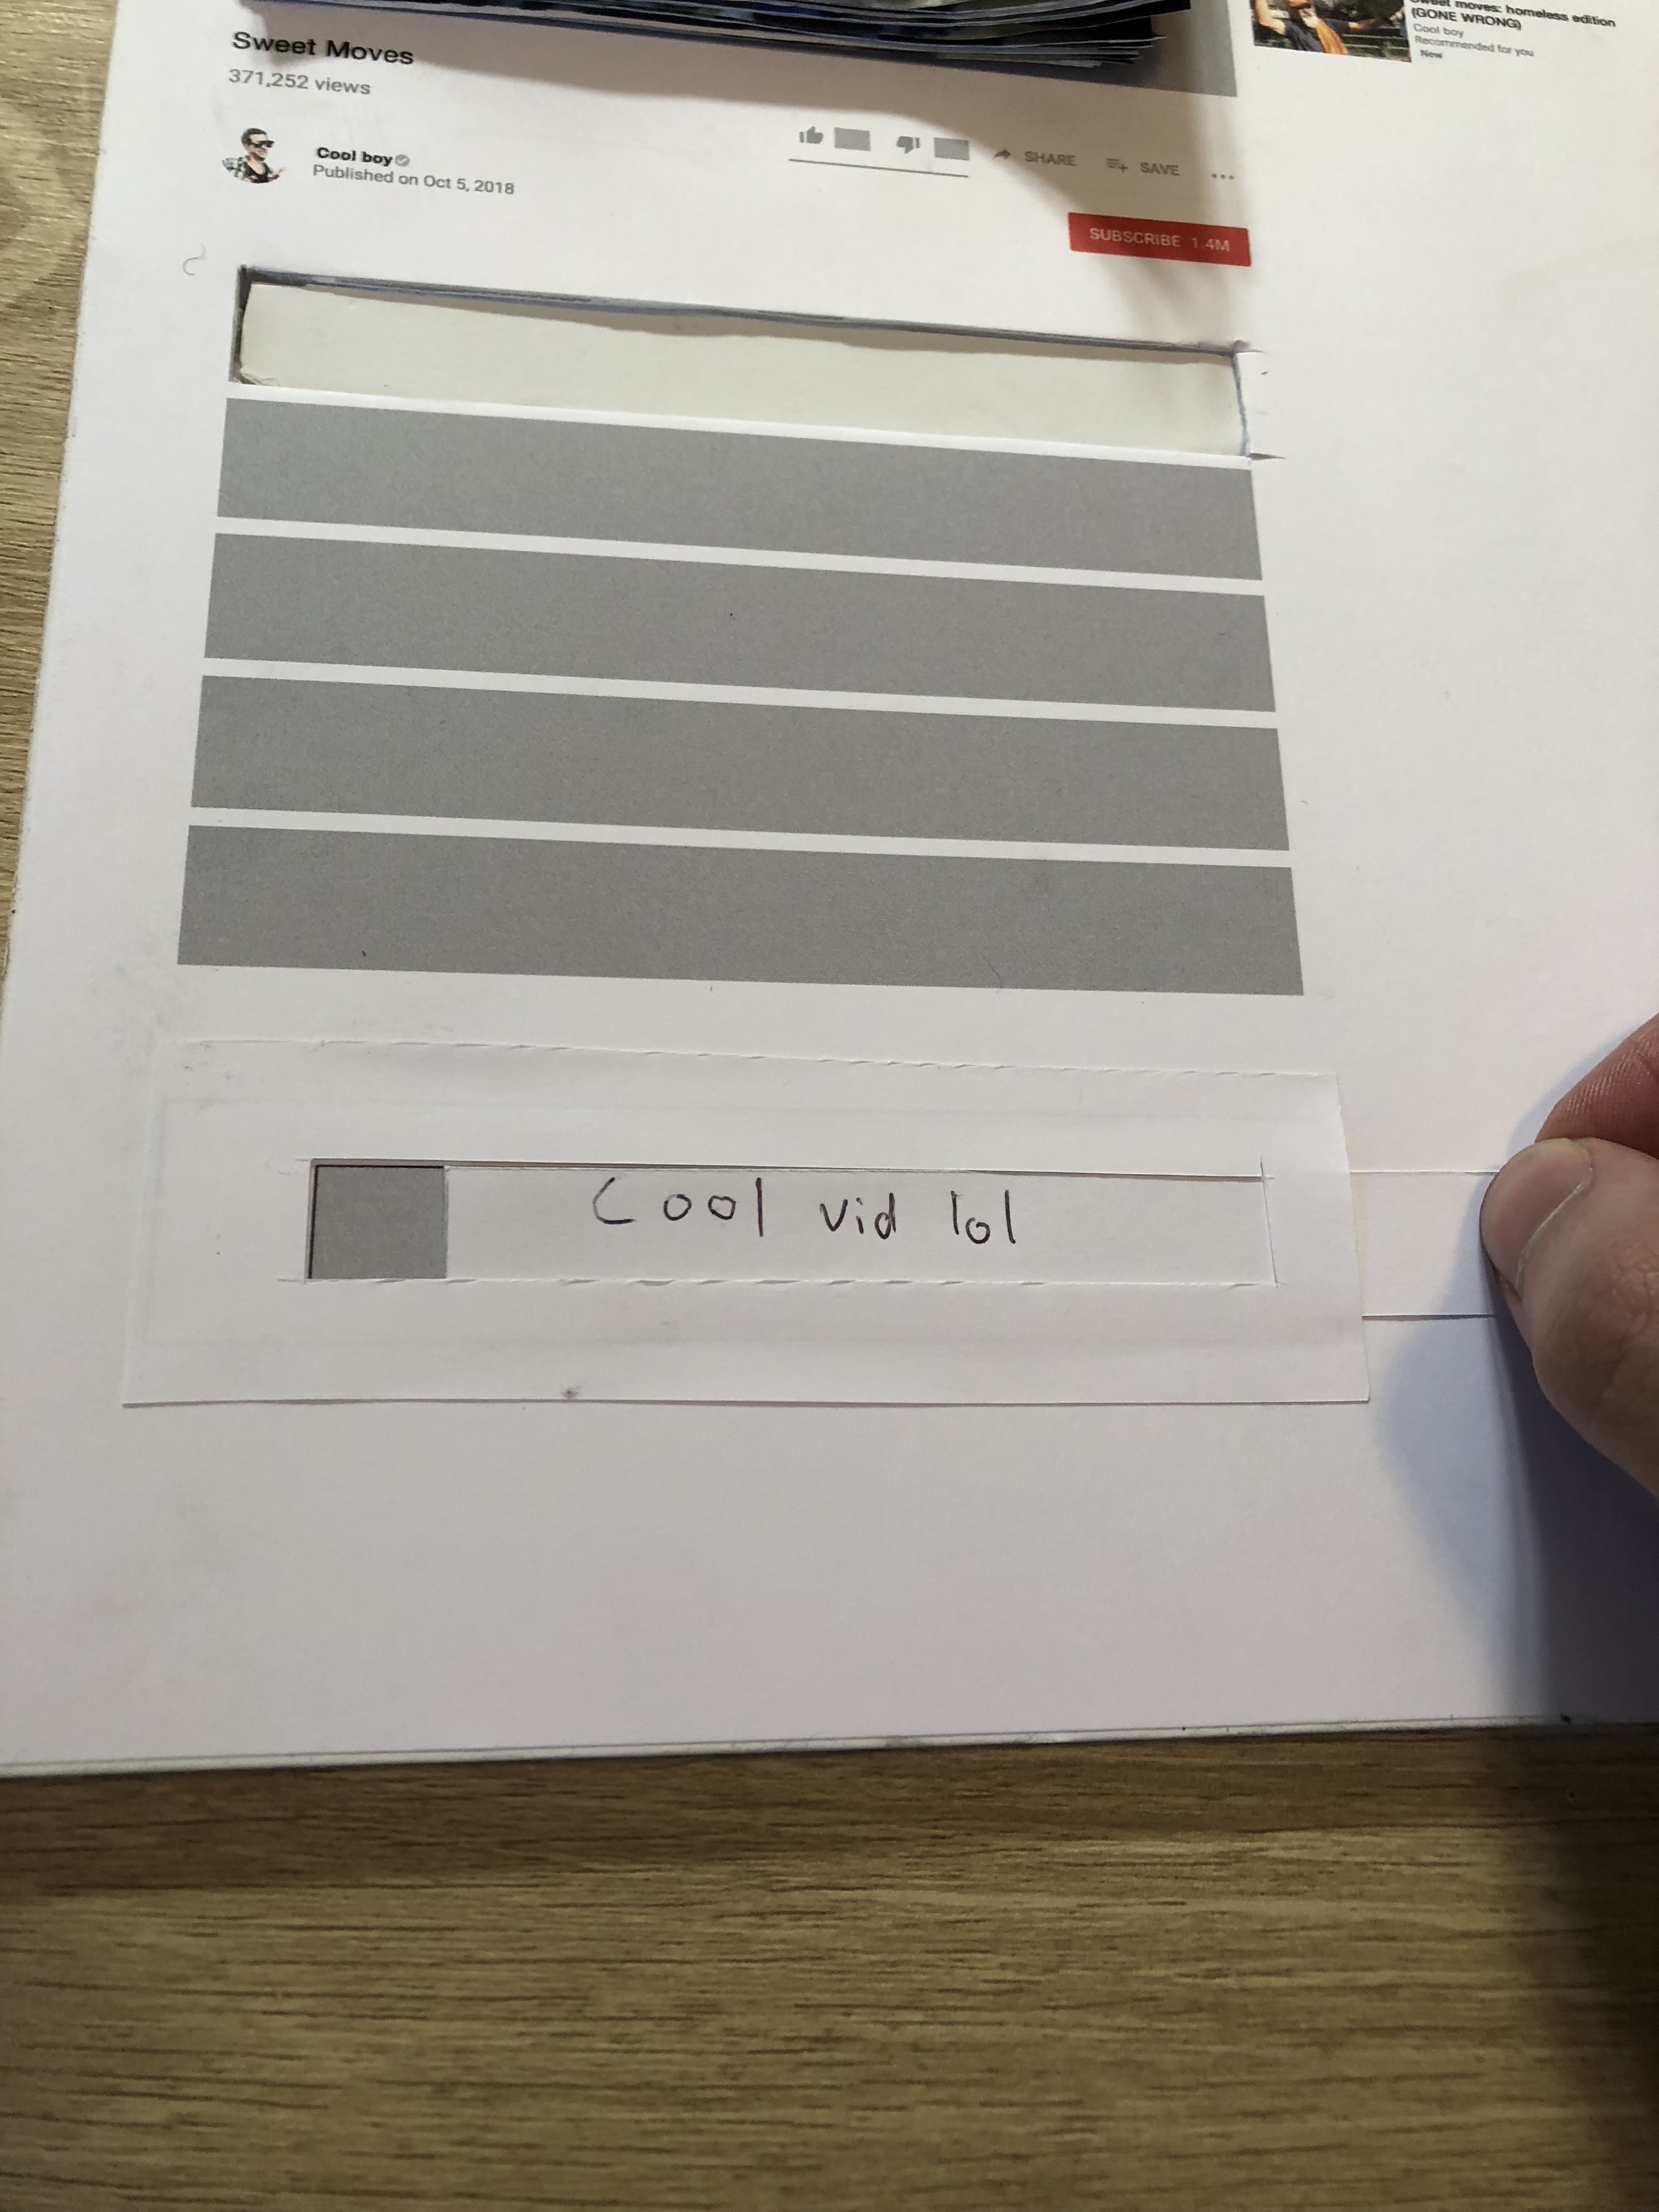 Sweet Moves
371,252 views
Sweet moves: homeless edition
(GONE WRONG)
Cool boy
Recommended for you
New
Cool boy
Published on Oct 5, 2018
SHARE
SAVE
SUBSCRIBE 1.4M
Cool vid lol